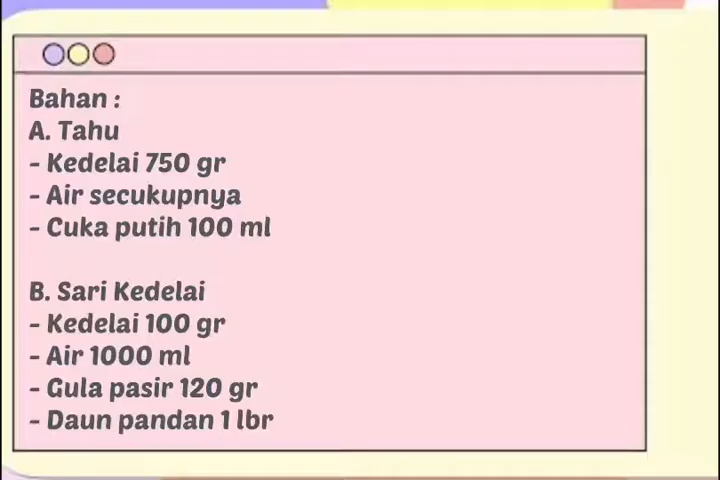 Bahan :
A. Tahu
- Kedelai 750 gr
- Air secukupnya
- Cuka putih 100 ml
B. Sari Kedelai
- Kedelai 100 gr
- Air 1000 ml
- Gula pasir 120 gr
- Daun pandan 1 lbr